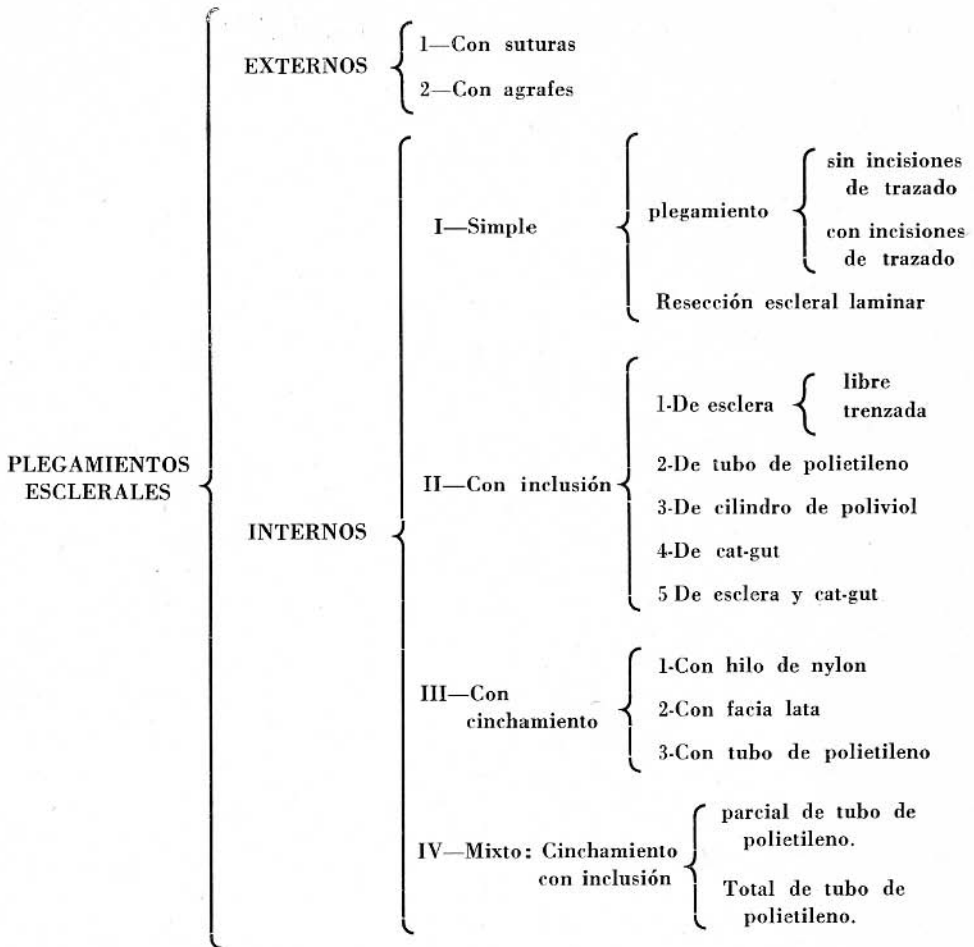 PLEGAMIENTOS
ESCLERALES
EXTERNOS
1—Con suturas
2—Con agrafes
INTERNOS
I—Simple
plegamiento
sin incisiones
de trazado
con incisiones
de trazado
Resección escleral laminar
II—Con inclusión
1-De esclera
libre
trenzada
2-De tubo de polietileno
3-De cilindro de poliviol
4-De cat-gut
5 De esclera y cat-gut
III—Con
cinchamiento
1-Con hilo de nylon
2-Con facia lata
3-Con tubo de polietileno
IV—Mixto: Cinchamiento
con inclusión
parcial de tubo de
polietileno.
Total de tubo de
polietileno.